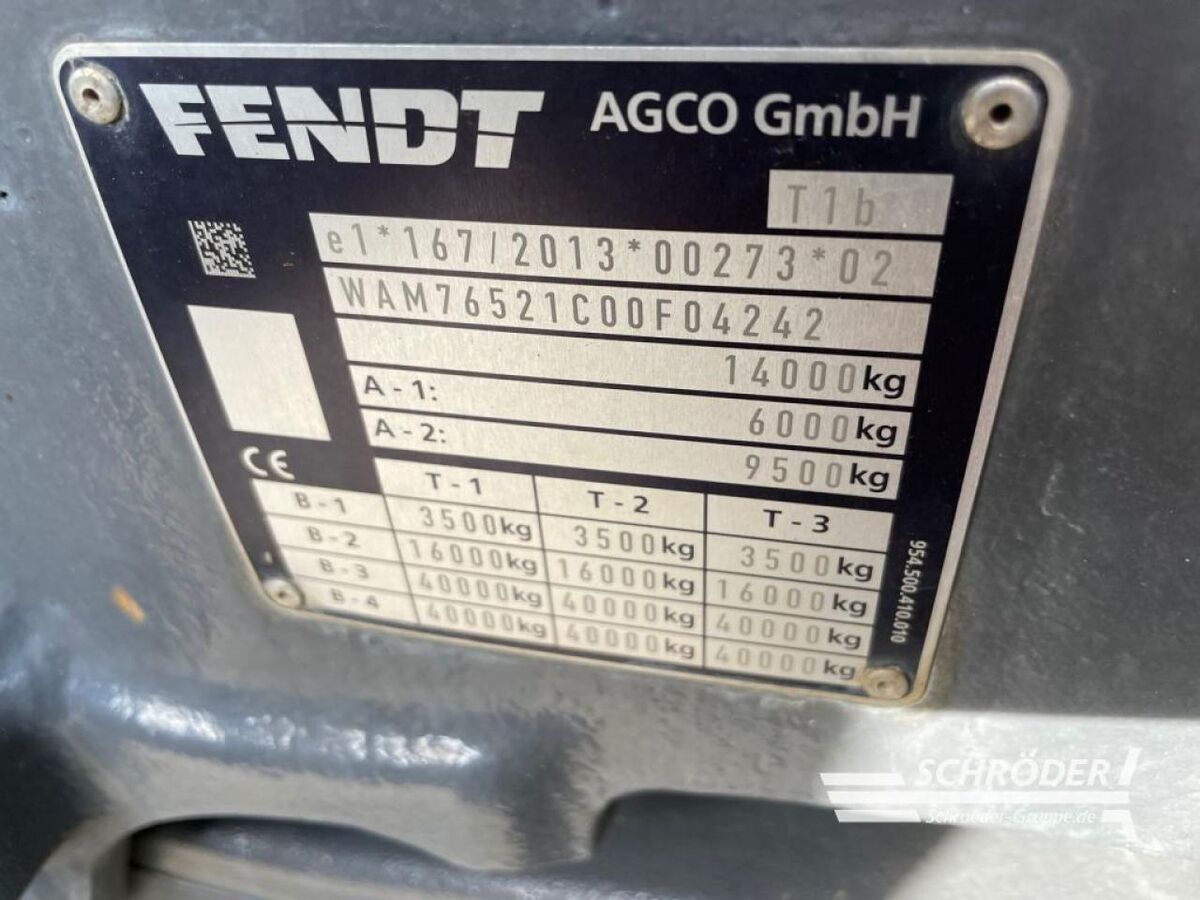 FENDT AGCO GmbH
T1b
e1*167/2013*00273*02
WAM76521C00F04242
14000kg
A - 1: 6000kg
A - 2: 9500kg
CE
T - 1 T - 2 T - 3
B - 1 3500kg 3500kg 3500kg
B - 2 16000kg 16000kg 16000kg
B - 3 40000kg 40000kg 40000kg
B - 4 40000kg 40000kg 40000kg
954.500.410.010
SCHRÖDER
Schroeder-Gruppe.de